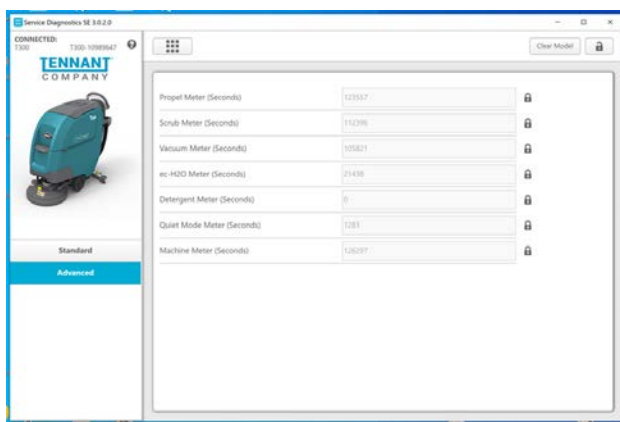 Service Diagnostics SE 3.0.2.0
CONNECTED:
T300 T300-10989647
TENNANT
COMPANY
Clear Model
Propel Meter (Seconds) 123557
Scrub Meter (Seconds) 112396
Vacuum Meter (Seconds) 105821
ec-H2O Meter (Seconds) 21438
Detergent Meter (Seconds) 0
Quiet Mode Meter (Seconds) 1281
Machine Meter (Seconds) 126297
Standard
Advanced